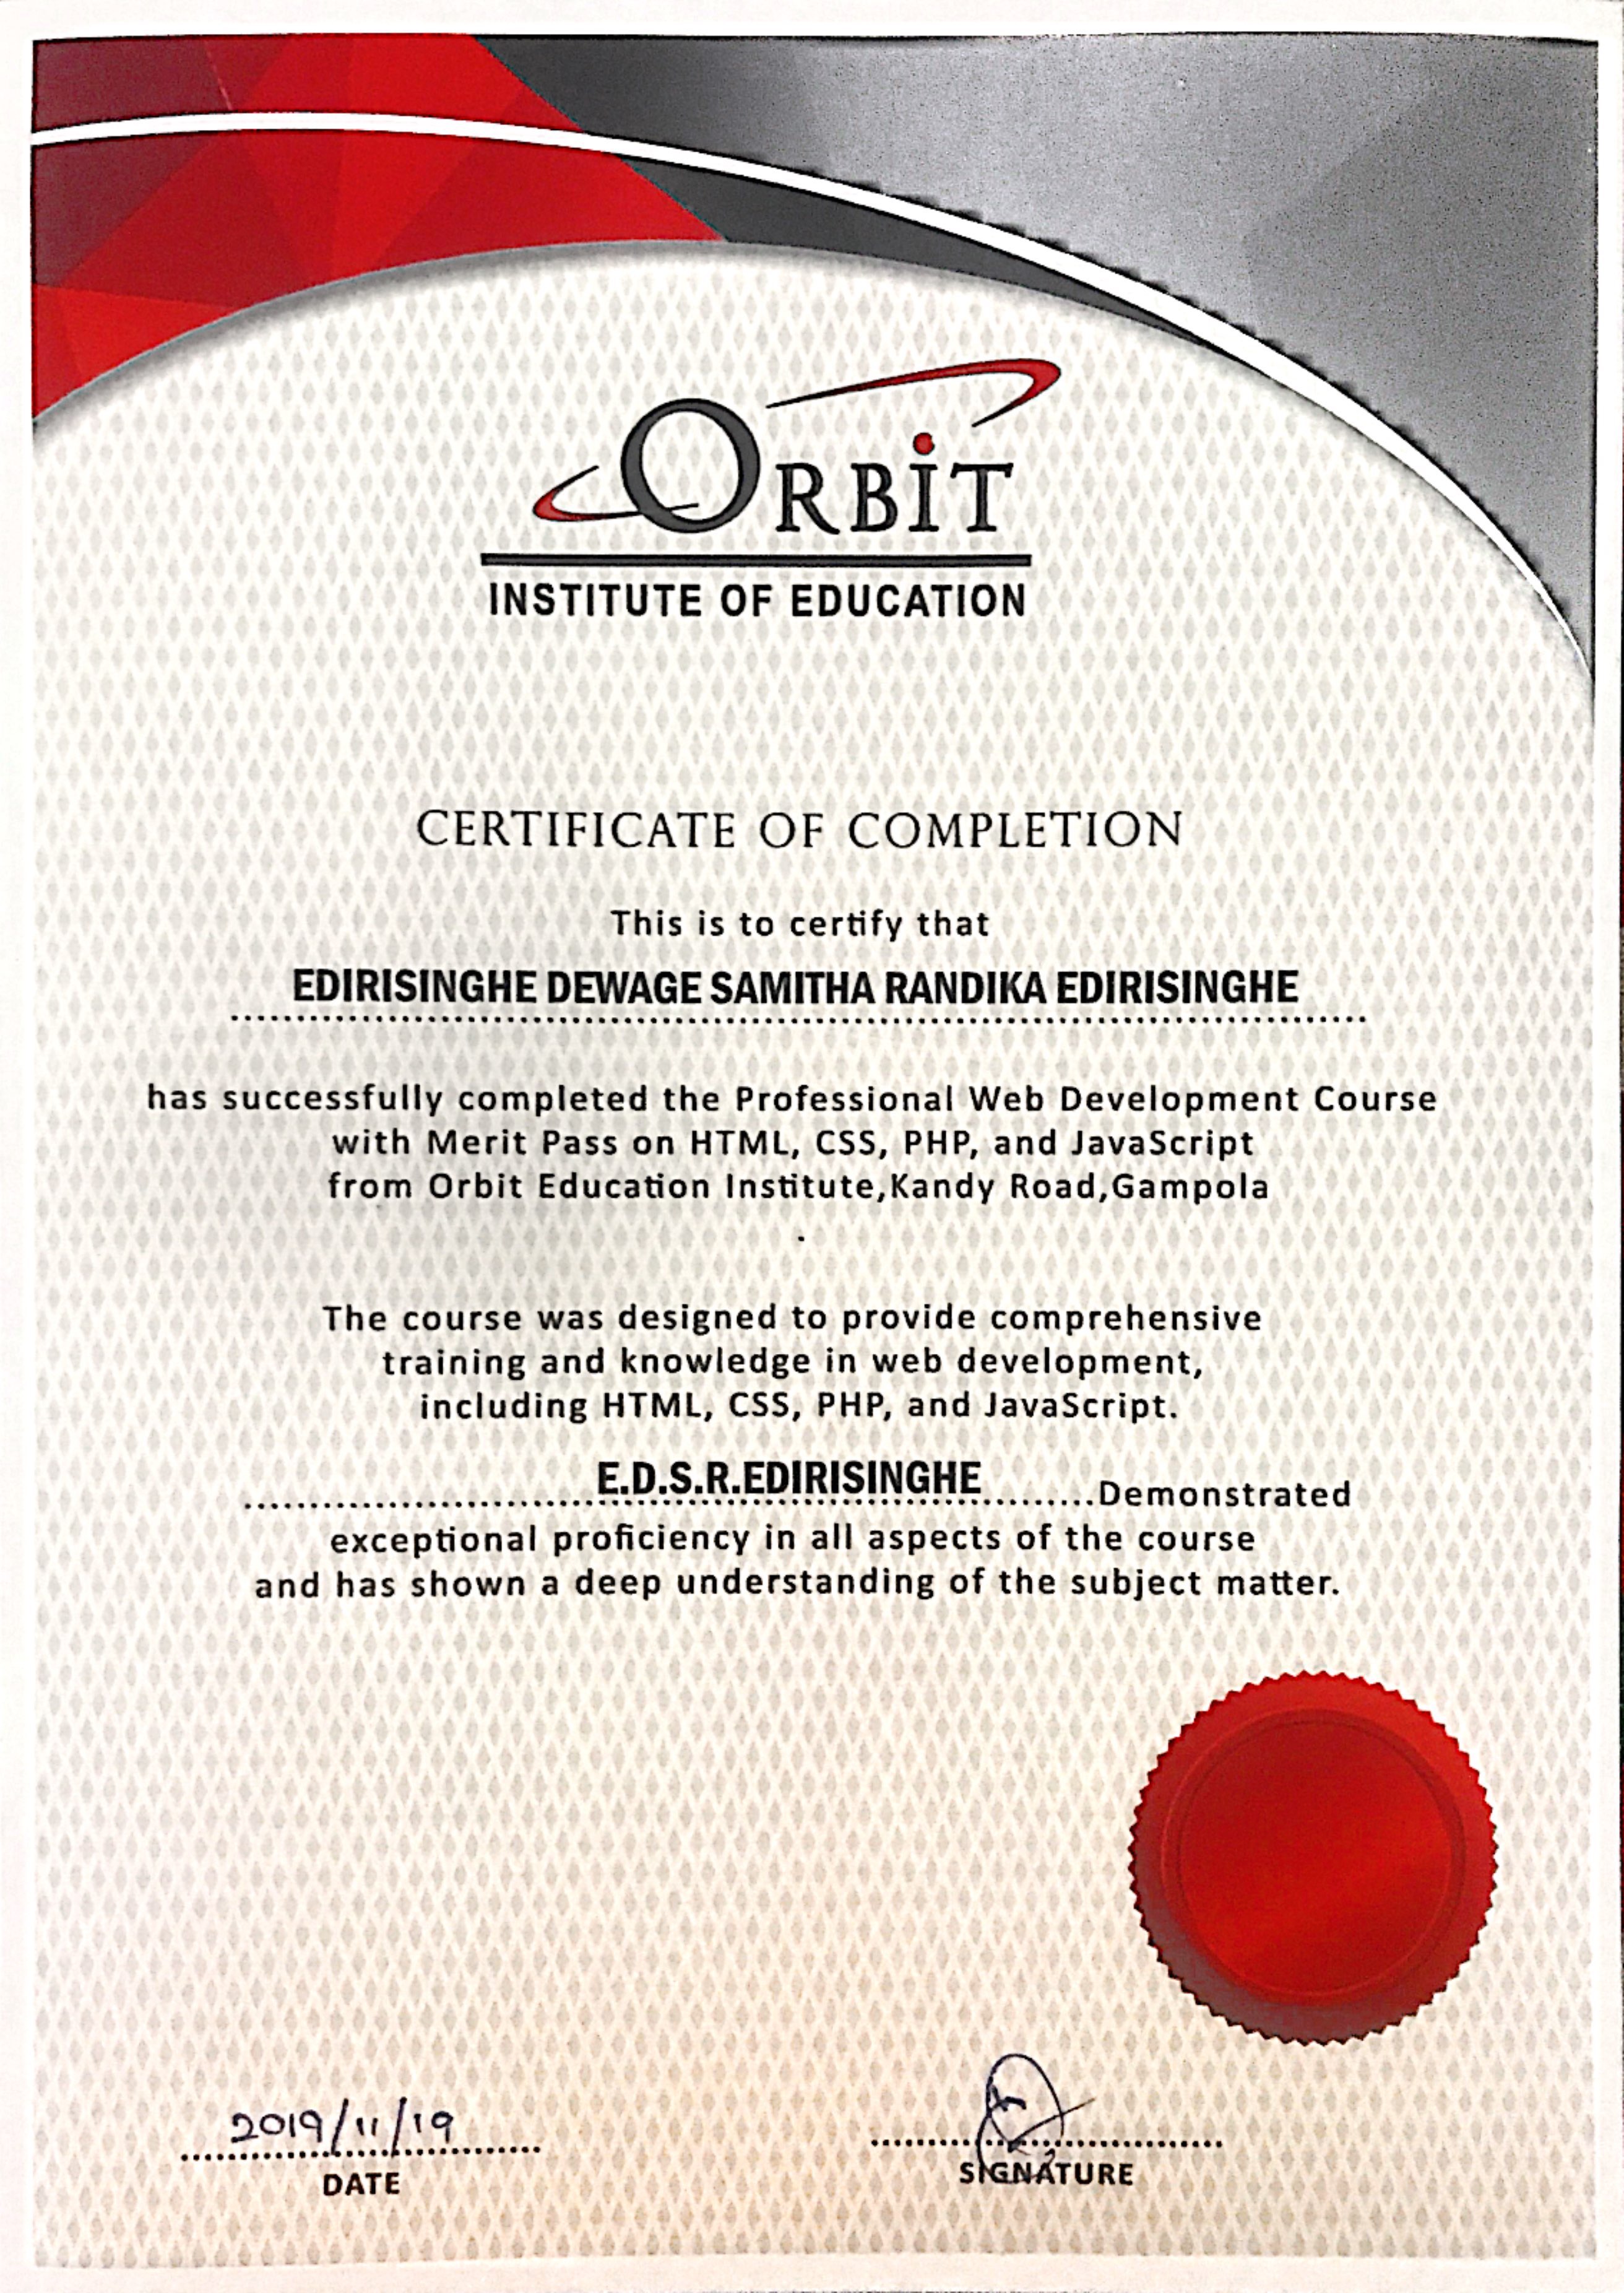 ORBiT
INSTITUTE OF EDUCATION
CERTIFICATE OF COMPLETION
This is to certify that
EDIRISINGHE DEWAGE SAMITHA RANDIKA EDIRISINGHE
has successfully completed the Professional Web Development Course
with Merit Pass on HTML, CSS, PHP, and JavaScript
from Orbit Education Institute,Kandy Road,Gampola
.
The course was designed to provide comprehensive
training and knowledge in web development,
including HTML, CSS, PHP, and JavaScript.
E.D.S.R.EDIRISINGHE Demonstrated
exceptional proficiency in all aspects of the course
and has shown a deep understanding of the subject matter.
2019/11/19
DATE
SIGNATURE